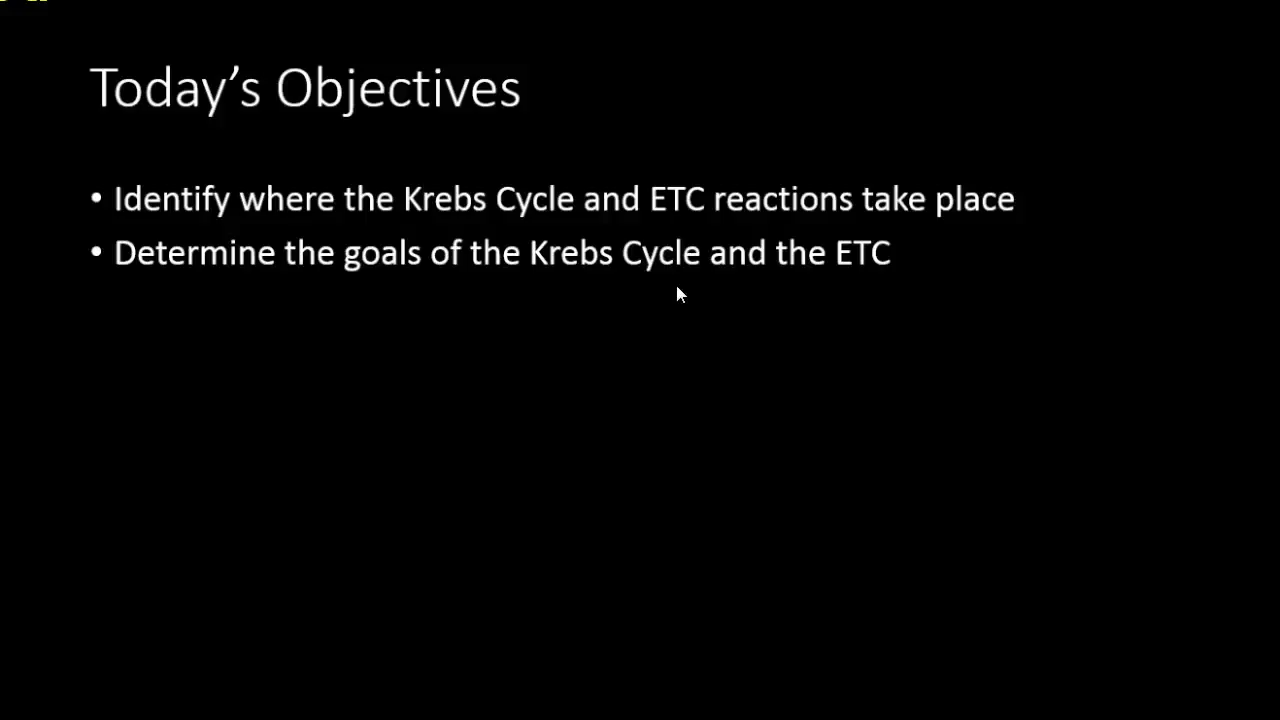 Today’s Objectives
• Identify where the Krebs Cycle and ETC reactions take place
• Determine the goals of the Krebs Cycle and the ETC